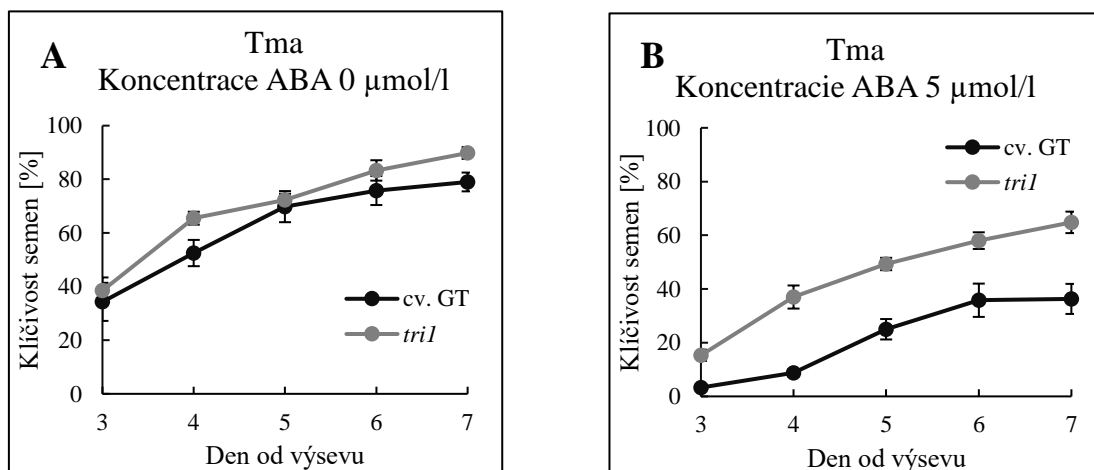 A
Tma
Koncentrace ABA 0 µmol/l
Klíčivost semen [%]
100
80
60
40
20
0
cv. GT
tri1
3 4 5 6 7
Den od výsevu
B
Tma
Koncentracie ABA 5 µmol/l
Klíčivost semen [%]
100
80
60
40
20
0
cv. GT
tri1
3 4 5 6 7
Den od výsevu